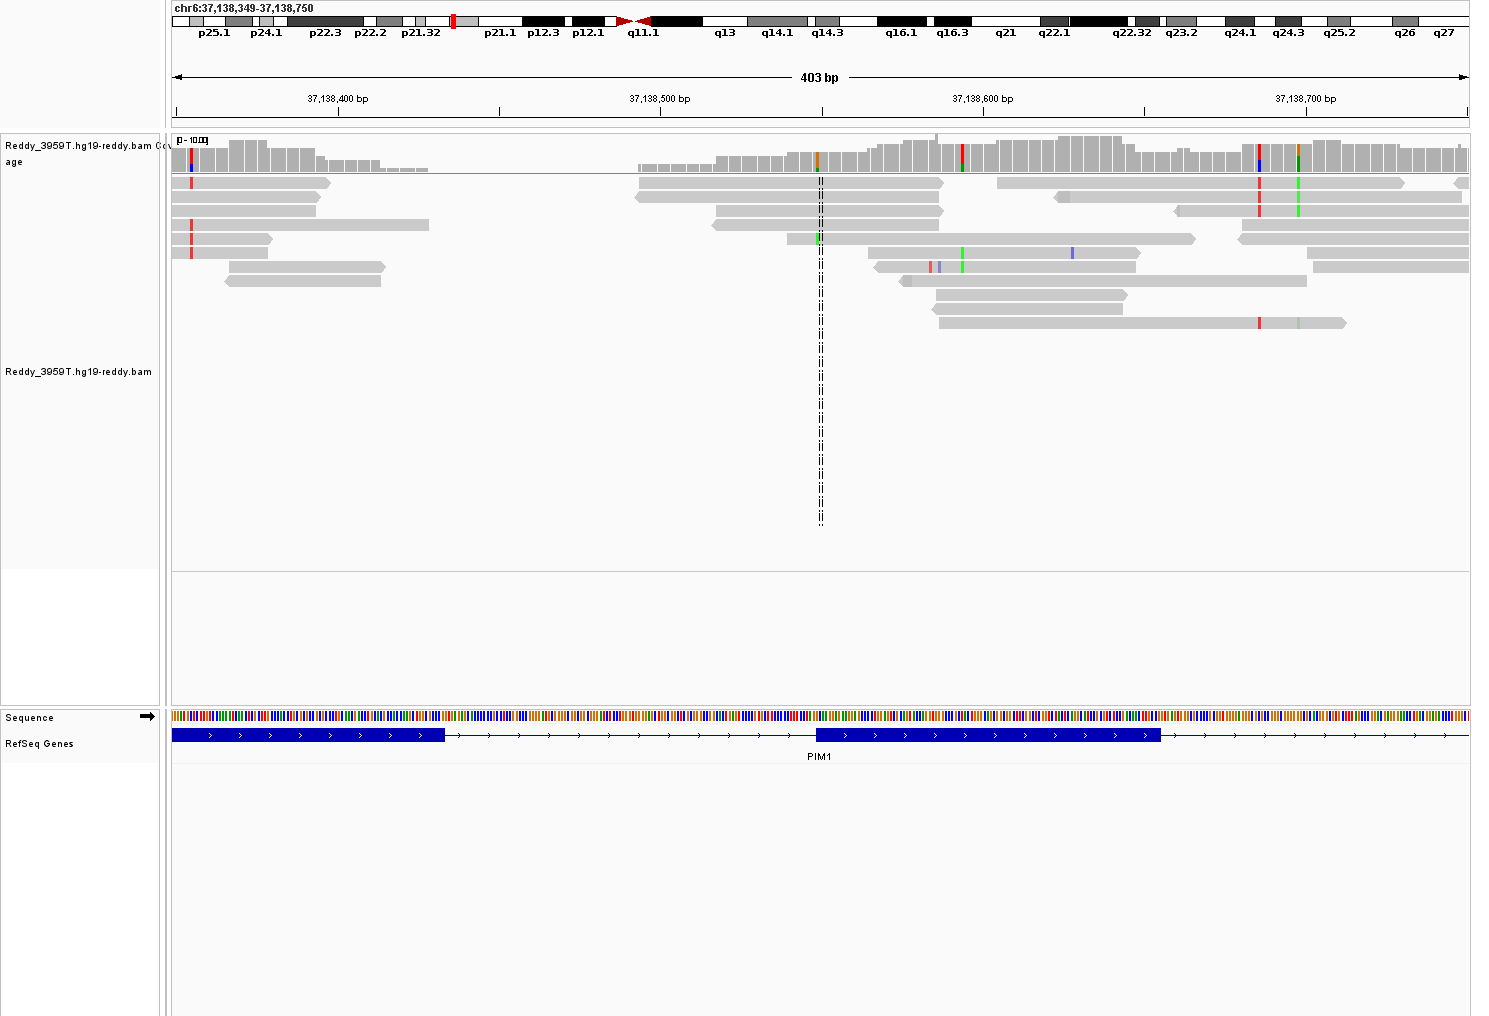 chr6:37,138,349-37,138,750
p25.1 p24.1 p22.3 p22.2 p21.32 p21.1 p12.3 p12.1 q11.1 q13 q14.1 q14.3 q16.1 q16.3 q21 q22.1 q22.32 q23.2 q24.1 q24.3 q25.2 q26 q27
403 bp
37,138,400 bp 37,138,500 bp 37,138,600 bp 37,138,700 bp
[0 - 10.00]
Reddy_3959T.hg19-reddy.bam Cov
age
Reddy_3959T.hg19-reddy.bam
Sequence
RefSeq Genes
PIM1